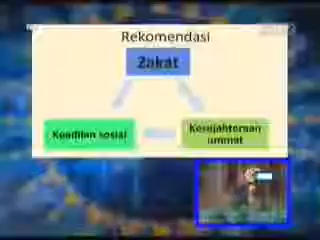 Rekomendasi
Zakat
Keadilan sosial
Kesejahteraan
ummat